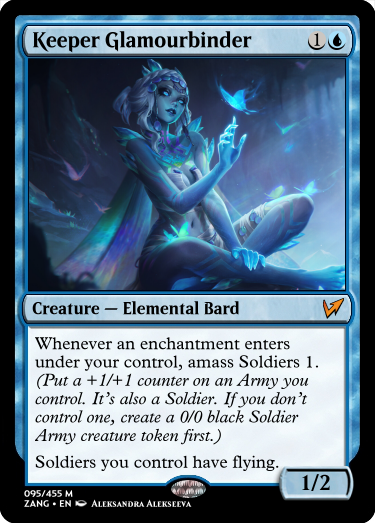 Keeper Glamourbinder 1
Creature — Elemental Bard
Whenever an enchantment enters
under your control, amass Soldiers 1.
(Put a +1/+1 counter on an Army you
control. It's also a Soldier. If you don't
control one, create a 0/0 black Soldier
Army creature token first.)
Soldiers you control have flying.
1/2
095/455 M
ZANG • EN Aleksandra Alekseeva